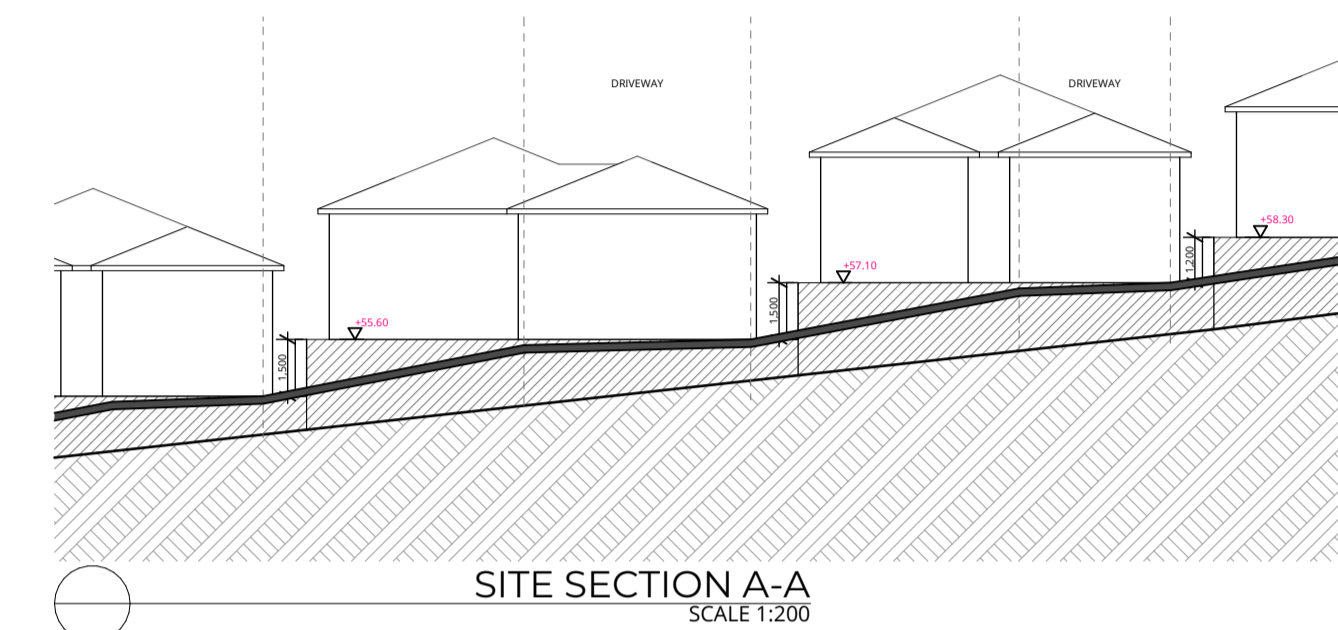 DRIVEWAY
DRIVEWAY
+58.30
+57.10
1,200
1,500
+55.60
1,500
SITE SECTION A-A
SCALE 1:200